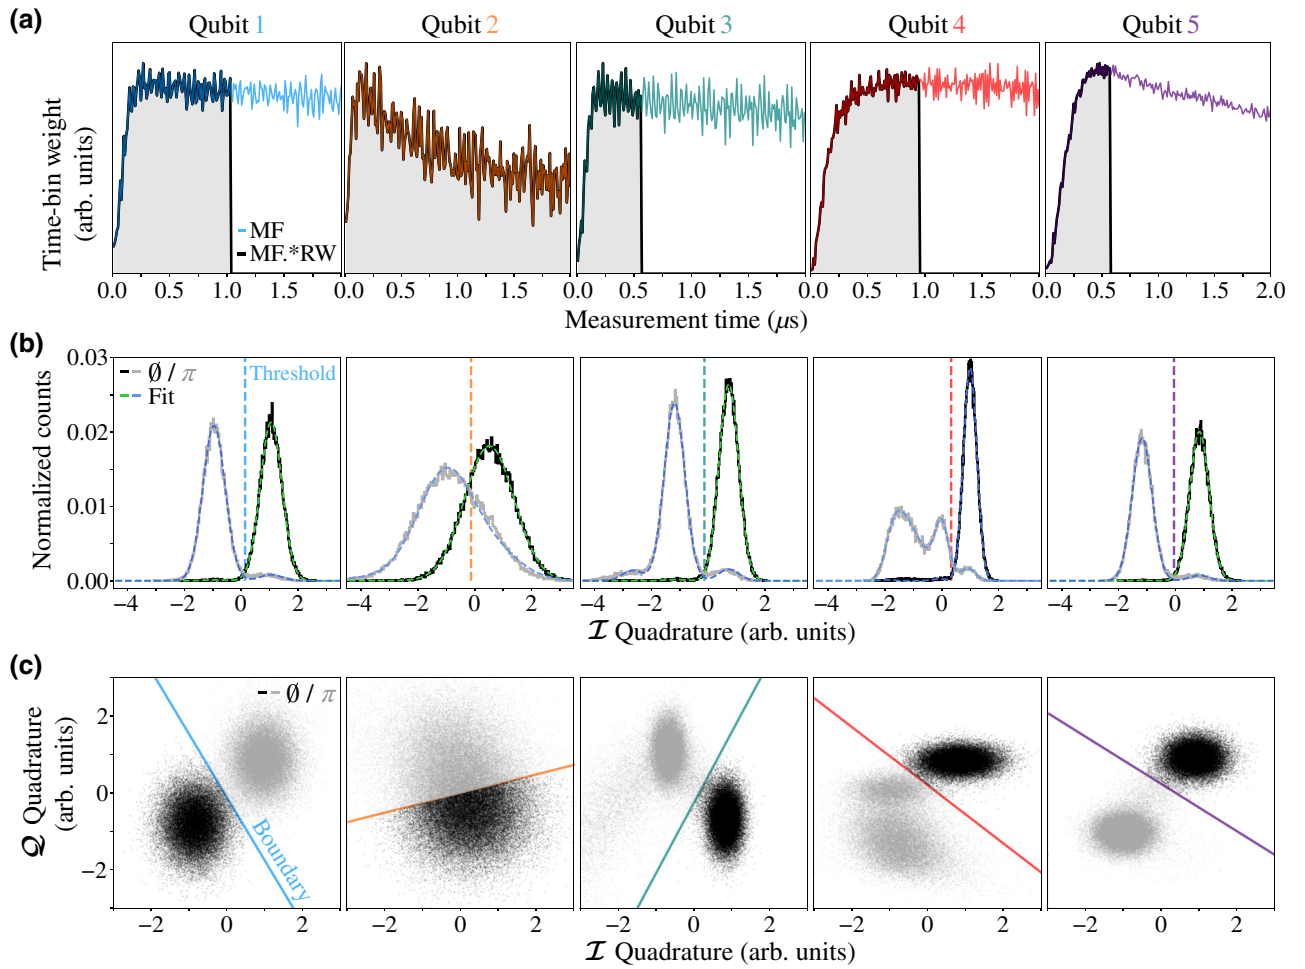 (a)
Qubit 1 Qubit 2 Qubit 3 Qubit 4 Qubit 5
Time-bin weight
(arb. units)
MF
MF.*RW
0.0 0.5 1.0 1.5 0.0 0.5 1.0 1.5 0.0 0.5 1.0 1.5 0.0 0.5 1.0 1.5 0.0 0.5 1.0 1.5 2.0
Measurement time (μs)
(b)
Normalized counts
0.03
0.02
0.01
0.00
Ø / π
Fit
Threshold
−4 −2 0 2 −4 −2 0 2 −4 −2 0 2 −4 −2 0 2 −4 −2 0 2
ℐ Quadrature (arb. units)
(c)
𝒬 Quadrature
(arb. units)
2
0
−2
Ø / π
Boundary
−2 0 2 −2 0 2 −2 0 2 −2 0 2 −2 0 2
ℐ Quadrature (arb. units)